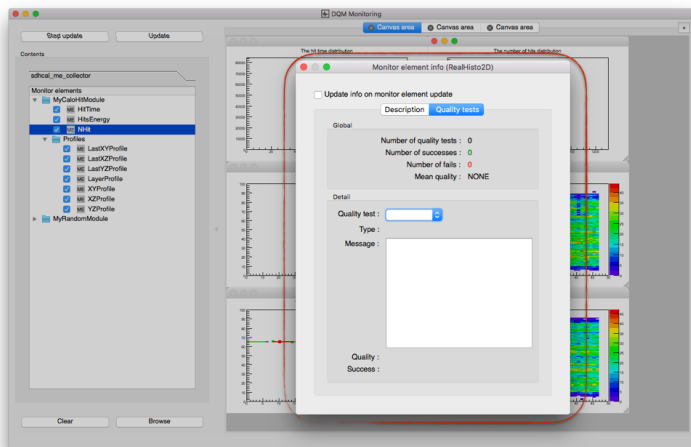 DQM Monitoring
Stop update
Update
Canvas area
Canvas area
Canvas area
Contents
sdhcal_me_collector
Monitor elements
MyCaloHitModule
ME HitTime
ME HitsEnergy
ME NHit
Profiles
ME LastXYProfile
ME LastXZProfile
ME LastYZProfile
ME LayerProfile
ME XYProfile
ME XZProfile
ME YZProfile
MyRandomModule
Clear
Browse
The hit time distribution
The number of hits distribution
Monitor element info (RealHisto2D)
Update info on monitor element update
Description
Quality tests
Global
Number of quality tests : 0
Number of successes : 0
Number of fails : 0
Mean quality : NONE
Detail
Quality test :
Type :
Message :
Quality :
Success :